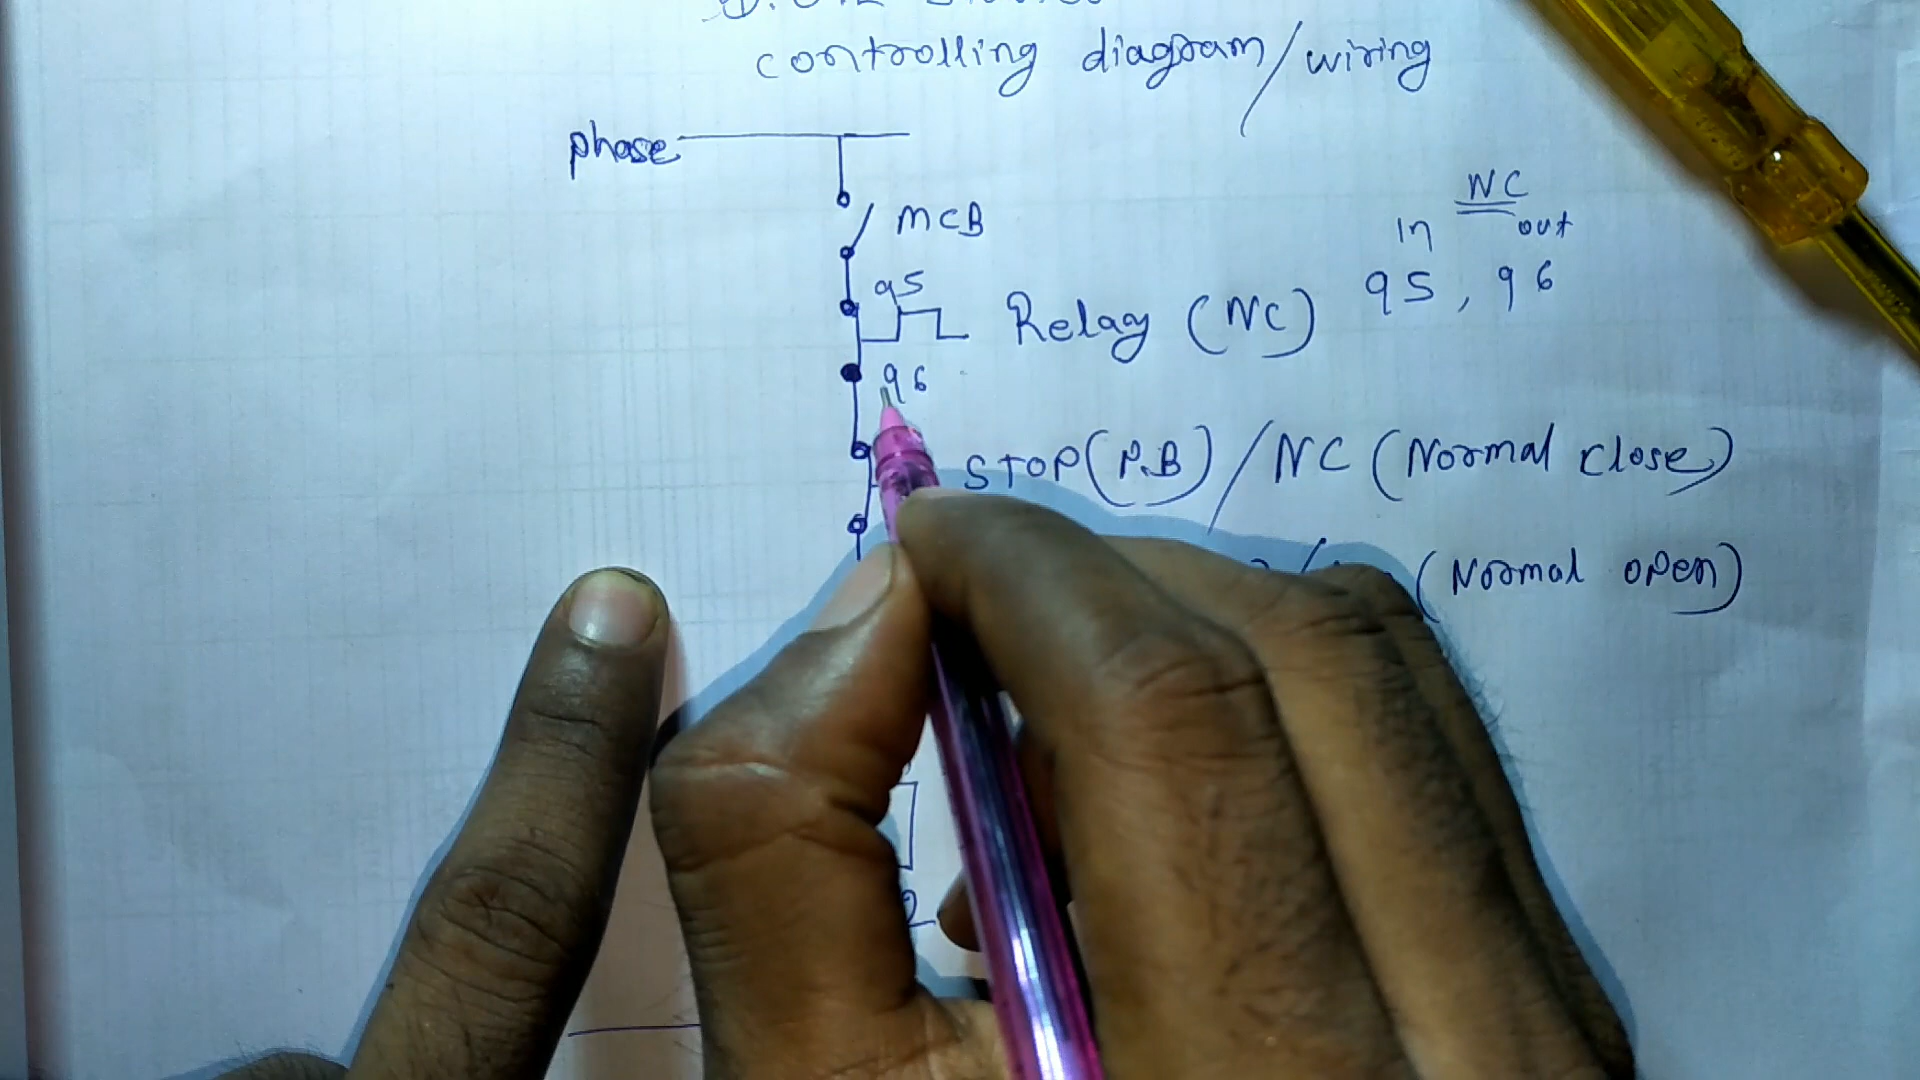 controlling diagram/wiring
phase
MCB
NC
In out
95
95, 96
Relay (NC)
96
STOP(P.B)/NC (Normal close)
(Normal open)